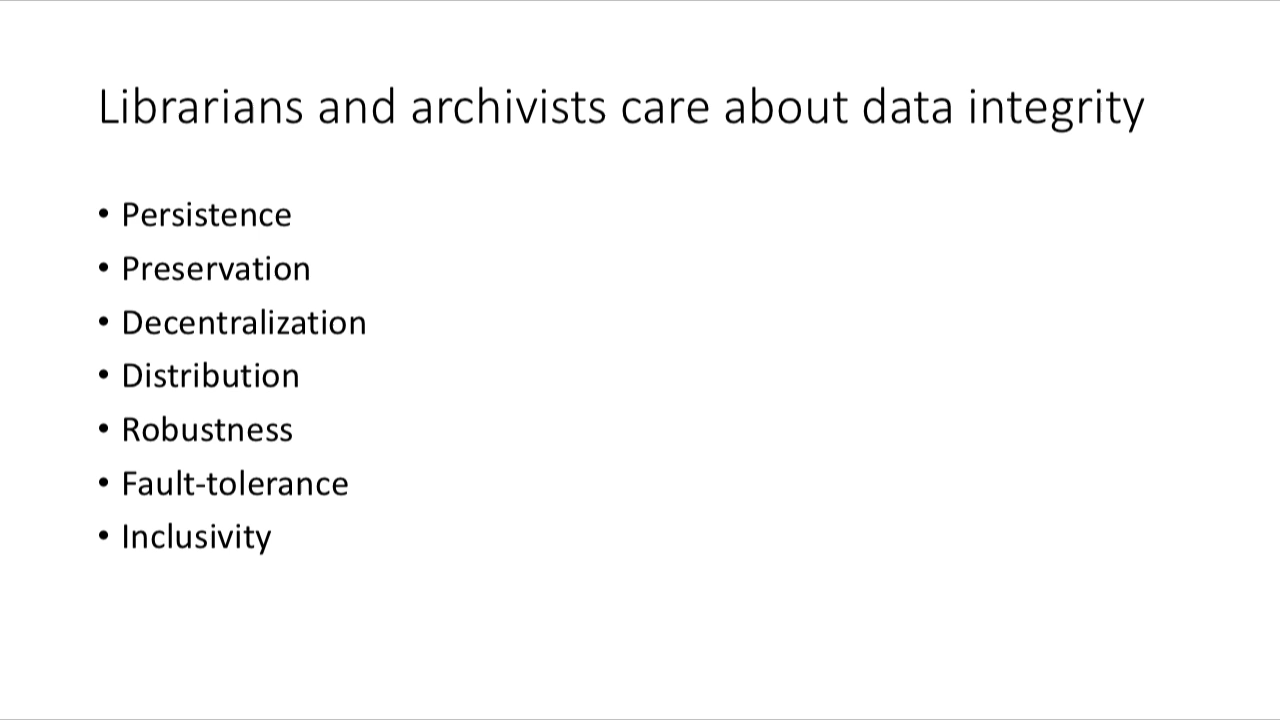 Librarians and archivists care about data integrity
• Persistence
• Preservation
• Decentralization
• Distribution
• Robustness
• Fault-tolerance
• Inclusivity